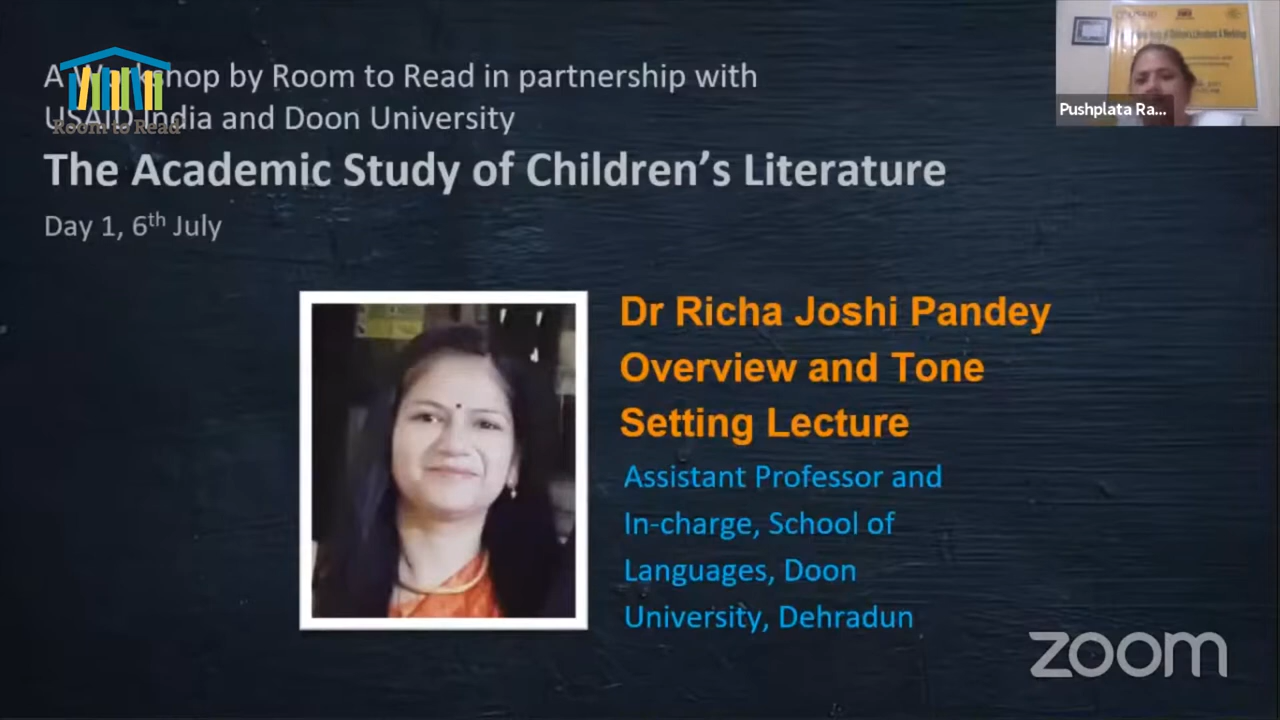 A Workshop by Room to Read in partnership with
USAID India and Doon University
Room to Read
The Academic Study of Children's Literature
Day 1, 6th July
Pushplata Ra...
Dr Richa Joshi Pandey
Overview and Tone
Setting Lecture
Assistant Professor and
In-charge, School of
Languages, Doon
University, Dehradun
zoom